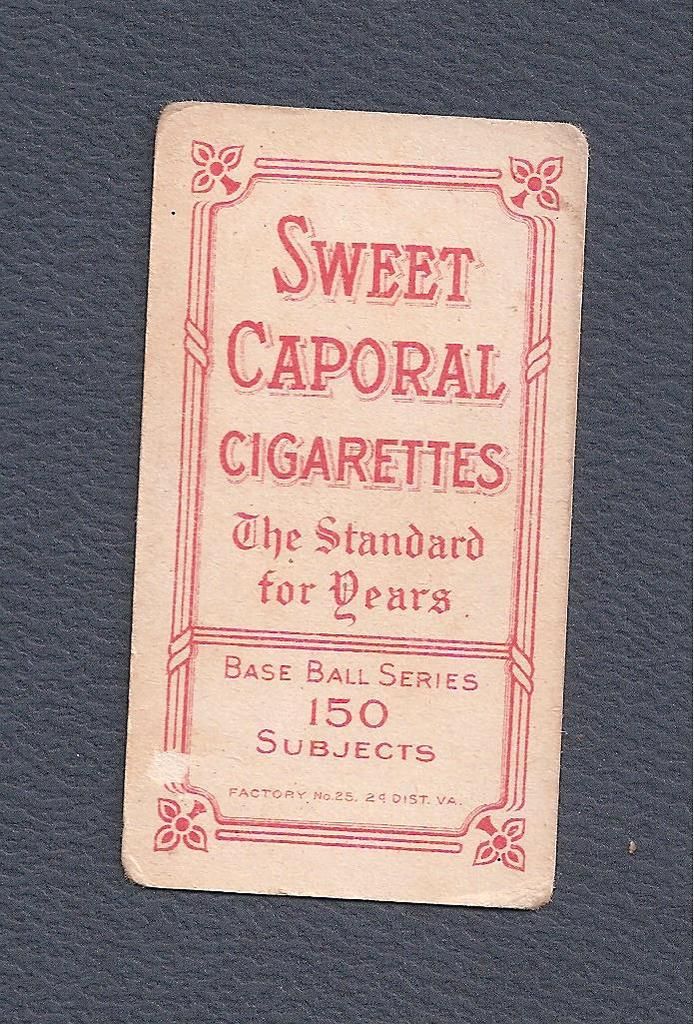 SWEET
CAPORAL
CIGARETTES
The Standard
for Years.
BASE BALL SERIES
150
SUBJECTS
FACTORY No. 25, 2d DIST. VA.